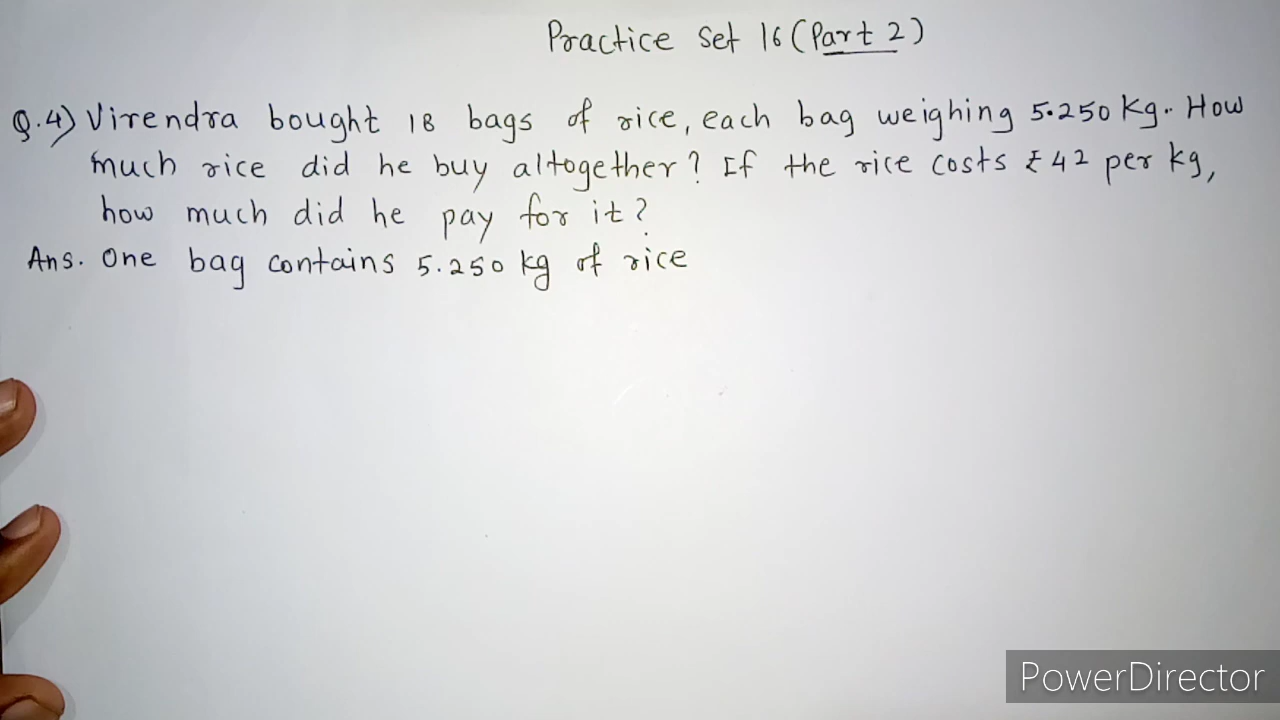 Practice Set 16 (Part 2)
Q.4) Virendra bought 18 bags of rice, each bag weighing 5.250 Kg. How
much rice did he buy altogether? If the rice costs ₹ 42 per kg,
how much did he pay for it?
Ans. One bag contains 5.250 kg of rice
PowerDirector